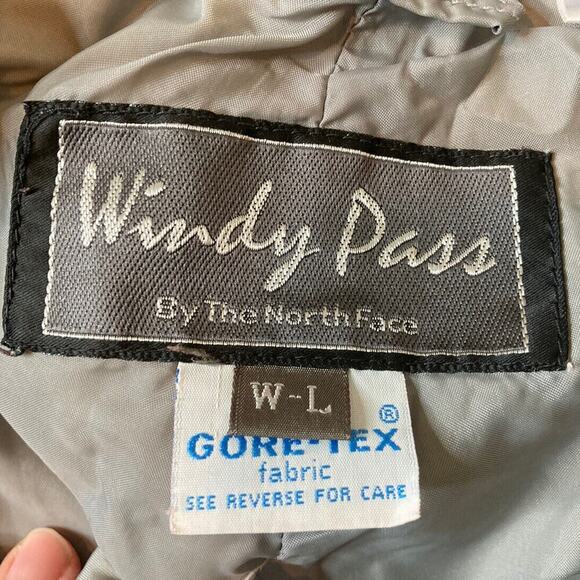 Windy Pass
By The North Face
W-L
GORE-TEX®
fabric
SEE REVERSE FOR CARE